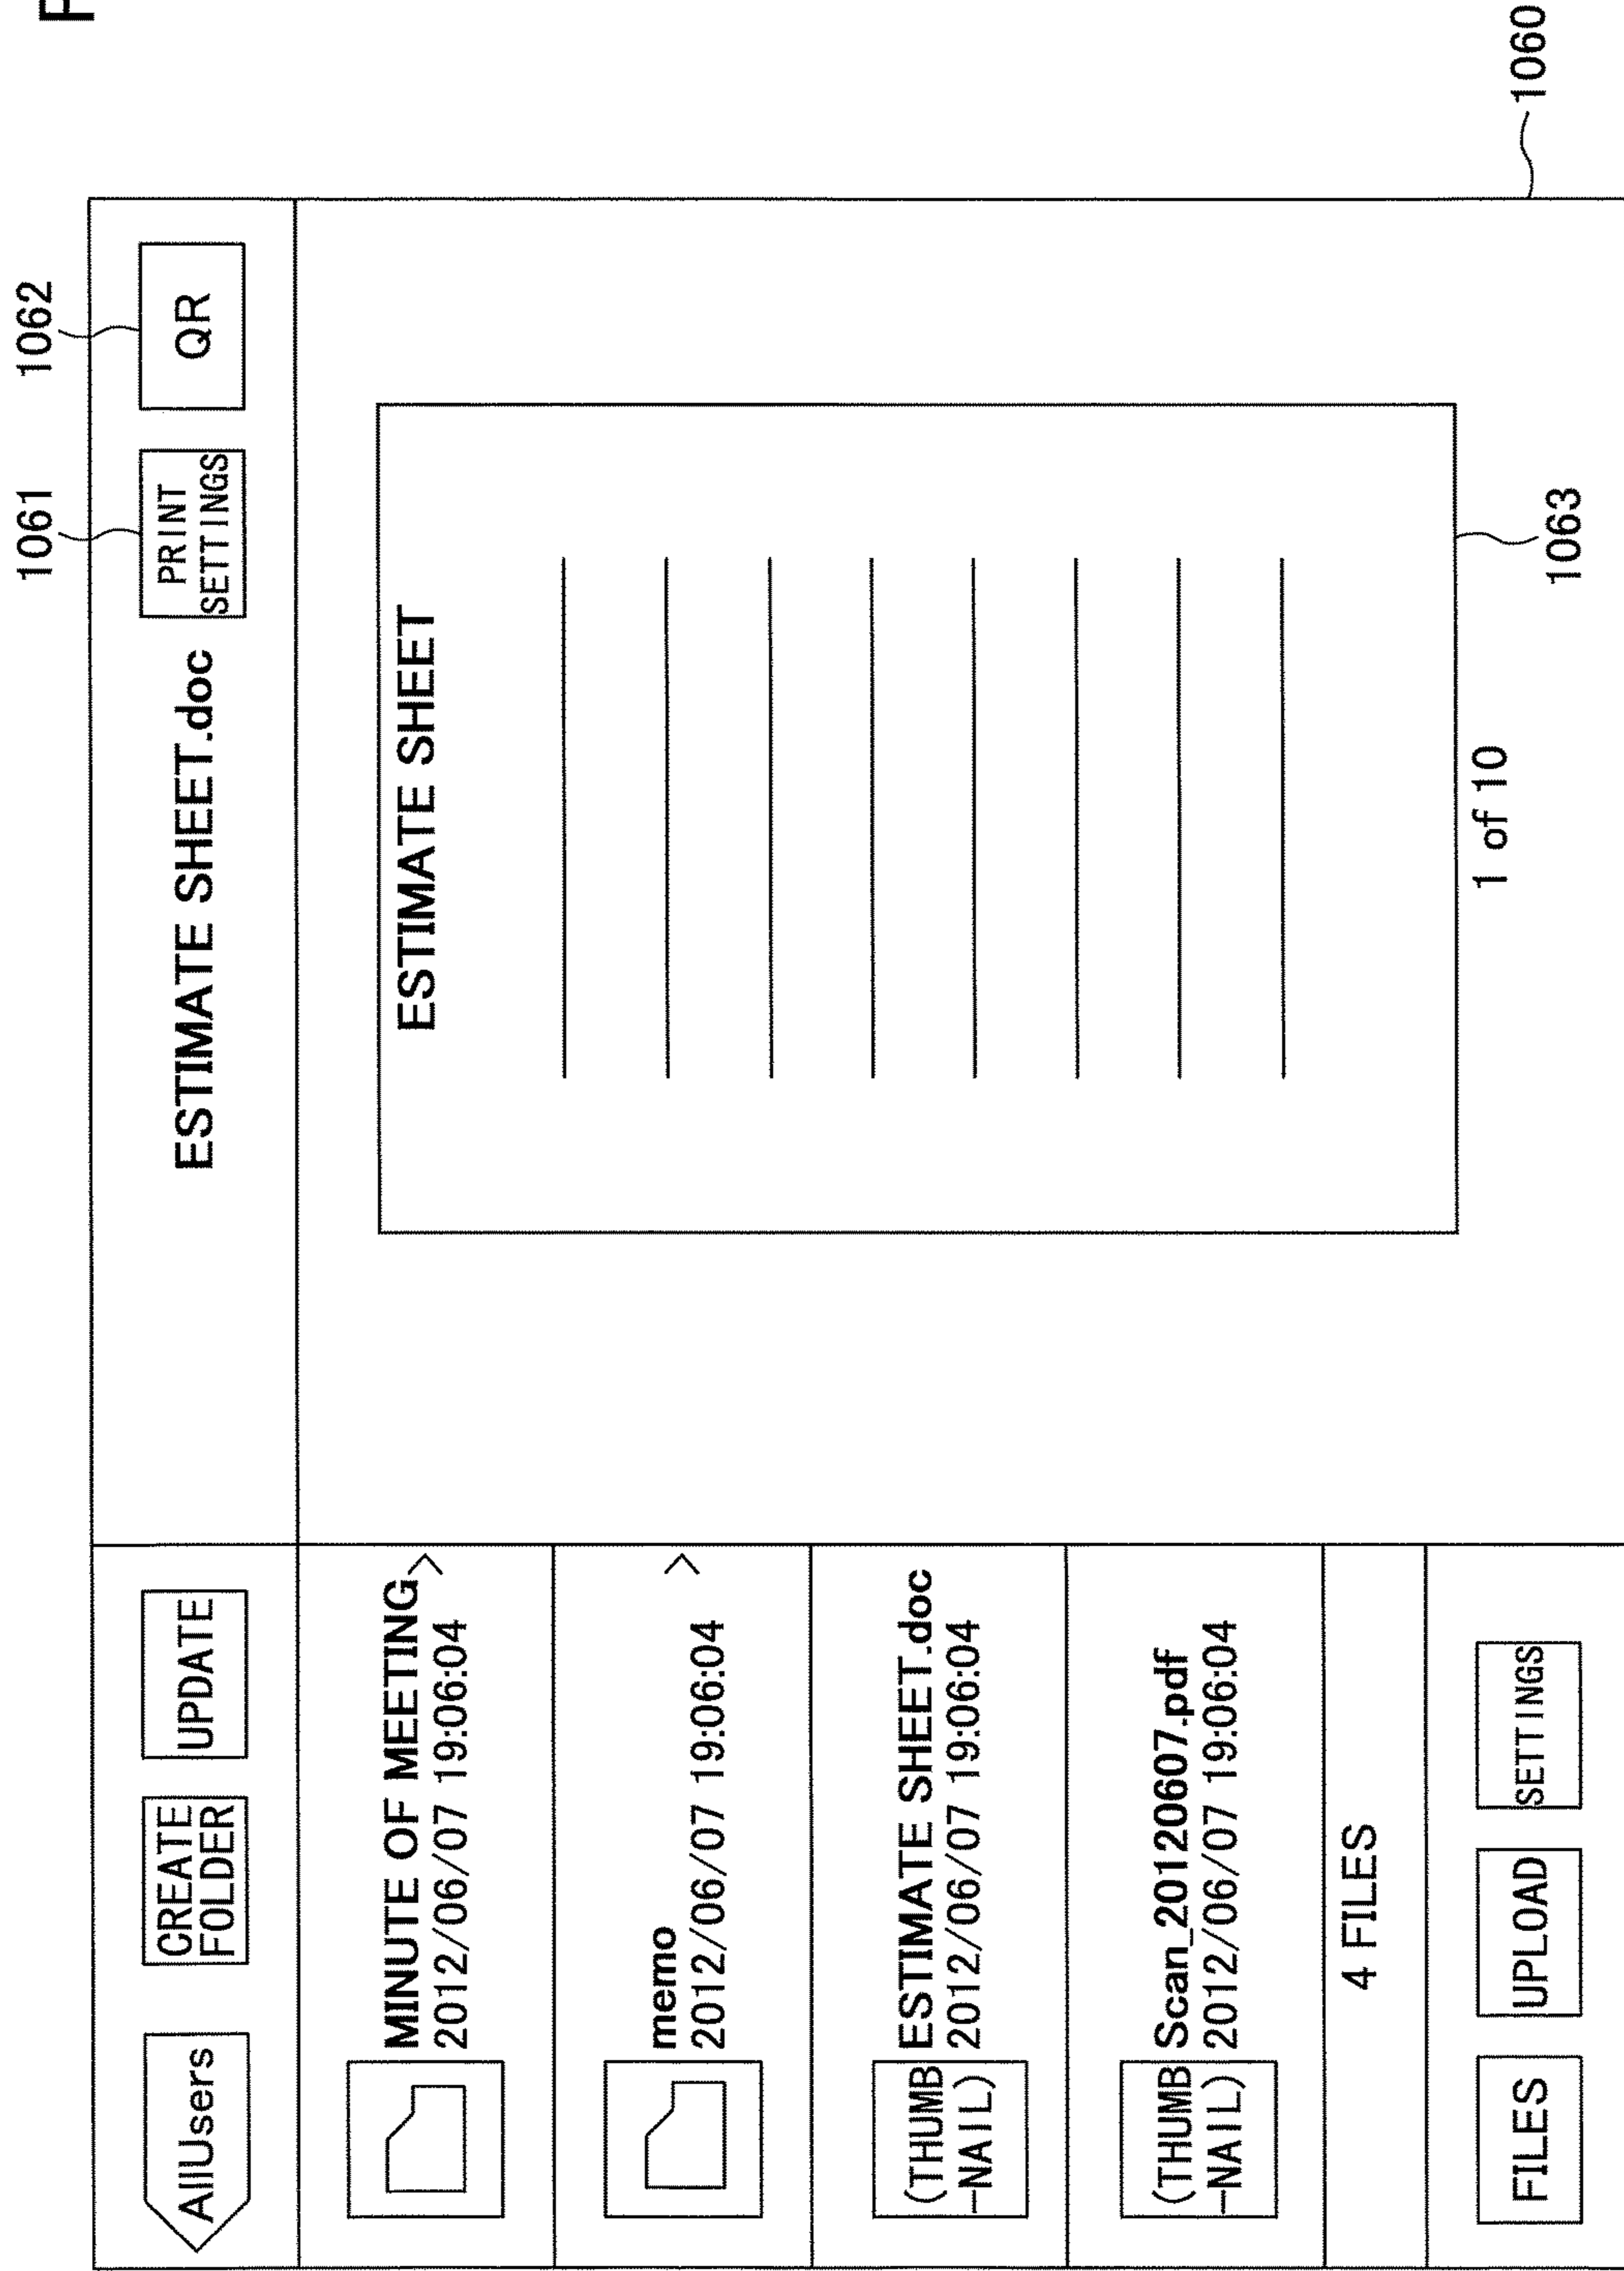 AllUsers
CREATE
FOLDER
UPDATE
MINUTE OF MEETING >
2012/06/07 19:06:04
memo >
2012/06/07 19:06:04
(THUMB
-NAIL)
ESTIMATE SHEET.doc
2012/06/07 19:06:04
(THUMB
-NAIL)
Scan_20120607.pdf
2012/06/07 19:06:04
4 FILES
FILES
UPLOAD
SETTINGS
ESTIMATE SHEET.doc
1061
PRINT
SETTINGS
1062
QR
ESTIMATE SHEET
1 of 10
1063
1060